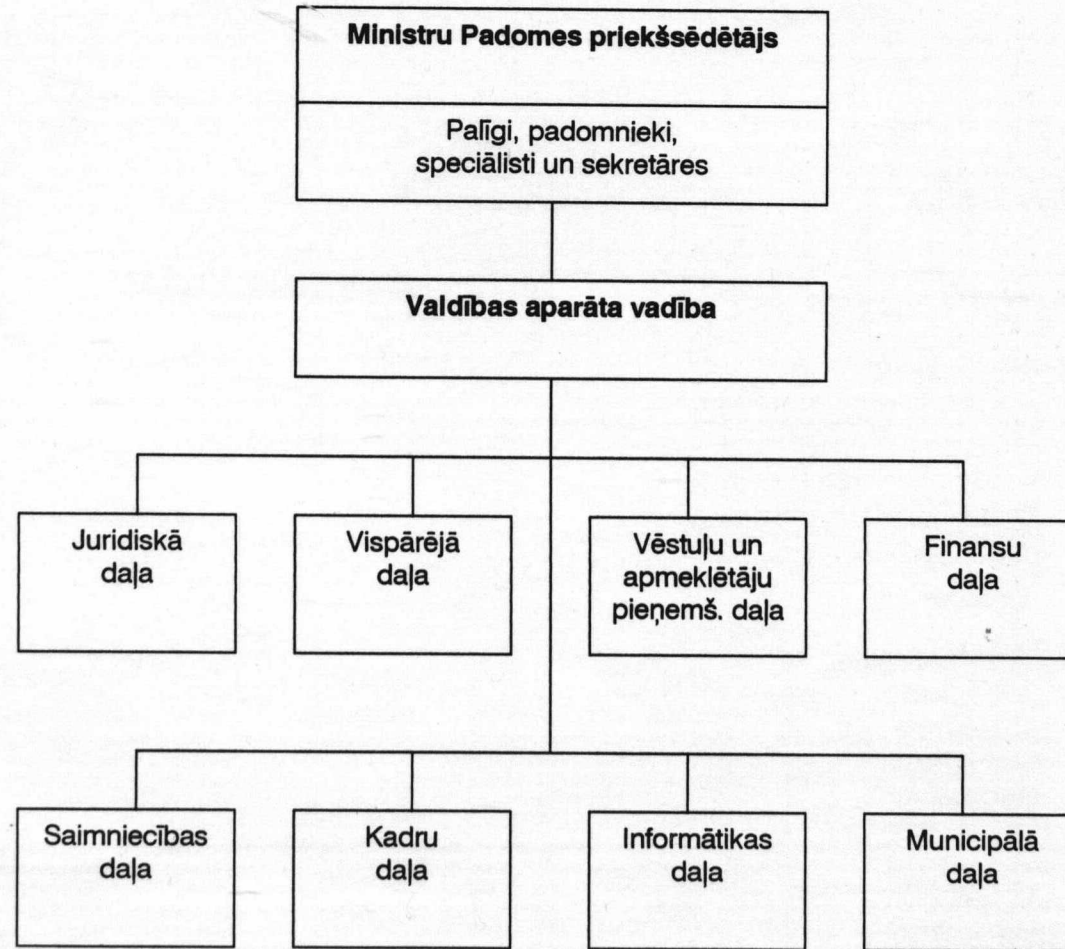 Ministru Padomes priekšsēdētājs
Palīgi, padomnieki,
speciālisti un sekretāres
Valdības aparāta vadība
Juridiskā
daļa
Vispārējā
daļa
Vēstuļu un
apmeklētāju
pieņemš. daļa
Finansu
daļa
Saimniecības
daļa
Kadru
daļa
Informātikas
daļa
Municipālā
daļa